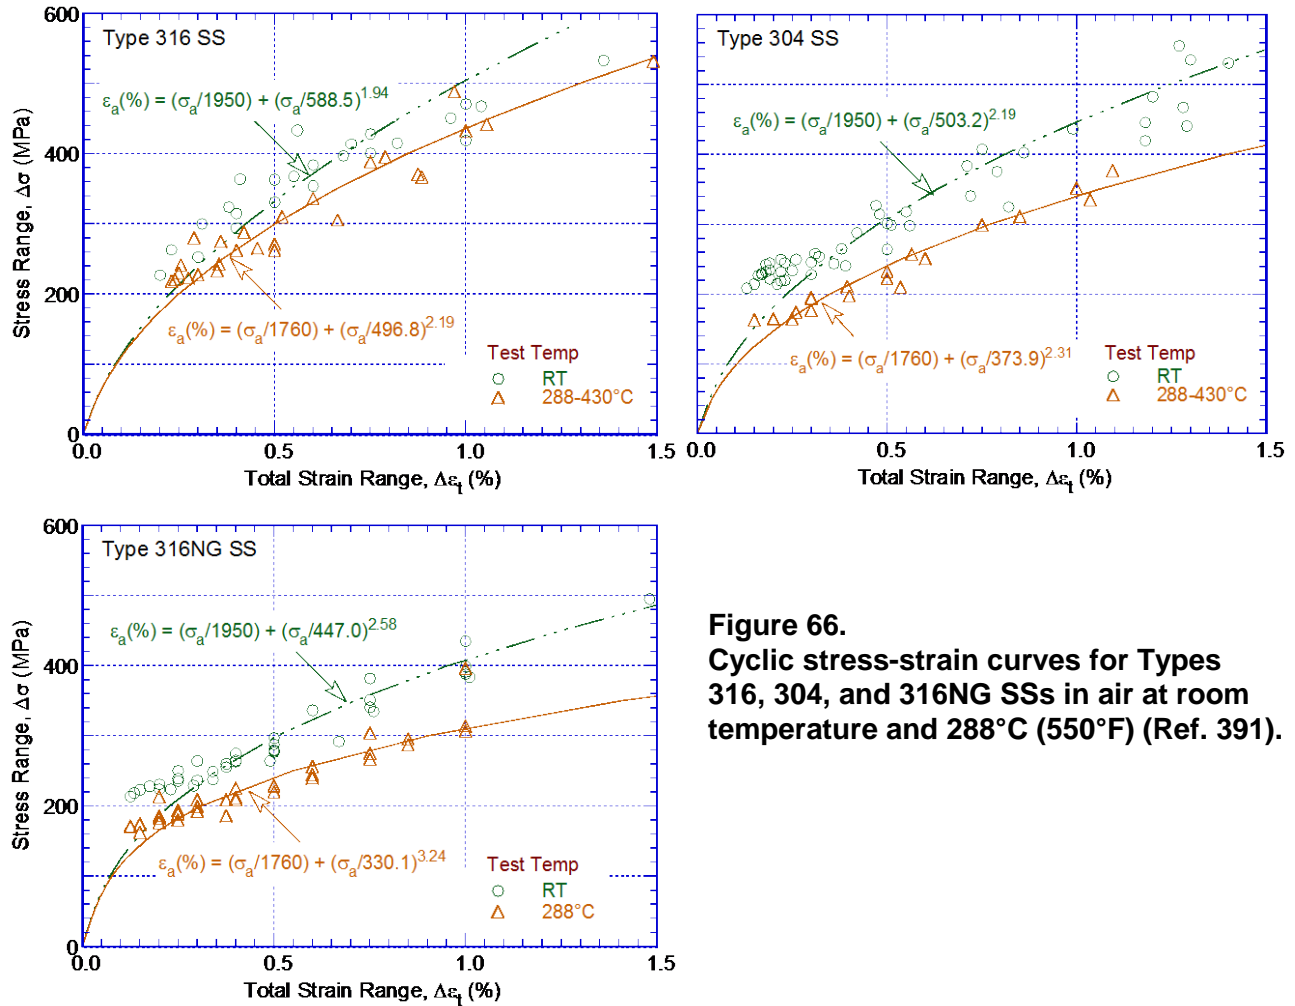 600
400
200
0
Stress Range, Δσ (MPa)
Type 316 SS
εa(%) = (σa/1950) + (σa/588.5)^1.94
εa(%) = (σa/1760) + (σa/496.8)^2.19
Test Temp
RT
288-430°C
0.0 0.5 1.0 1.5
Total Strain Range, Δεt (%)
Type 304 SS
εa(%) = (σa/1950) + (σa/503.2)^2.19
εa(%) = (σa/1760) + (σa/373.9)^2.31
Test Temp
RT
288-430°C
0.0 0.5 1.0 1.5
Total Strain Range, Δεt (%)
600
400
200
0
Stress Range, Δσ (MPa)
Type 316NG SS
εa(%) = (σa/1950) + (σa/447.0)^2.58
εa(%) = (σa/1760) + (σa/330.1)^3.24
Test Temp
RT
288°C
0.0 0.5 1.0 1.5
Total Strain Range, Δεt (%)
Figure 66.
Cyclic stress-strain curves for Types
316, 304, and 316NG SSs in air at room
temperature and 288°C (550°F) (Ref. 391).